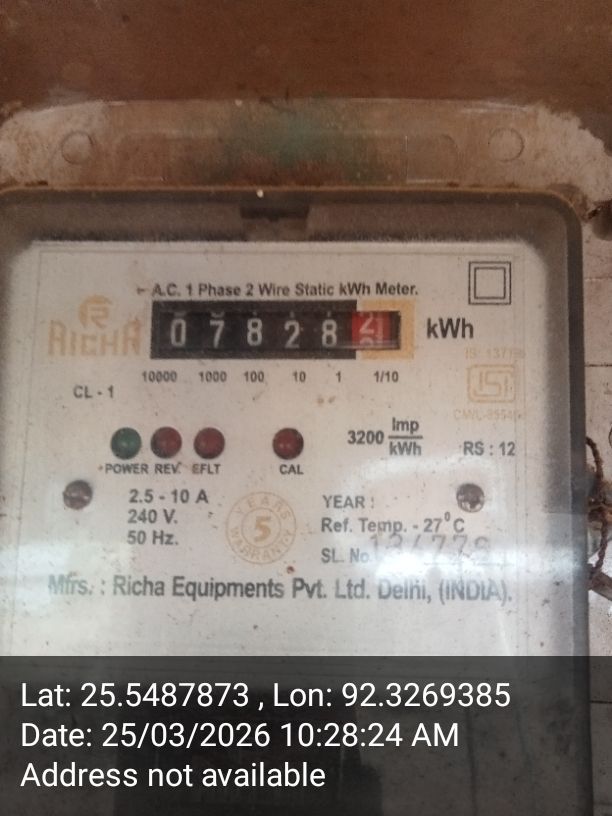 A.C. 1 Phase 2 Wire Static kWh Meter.
RICHA
0 7 8 2 8 kWh
10000 1000 100 10 1 1/10
CL - 1
ISI
3200 Imp/kWh
RS : 12
POWER REV. EFLT CAL
2.5 - 10 A
240 V.
50 Hz.
5 YEARS WARRANTY
YEAR :
Ref. Temp. - 27°C
SL. No.
Mfrs. : Richa Equipments Pvt. Ltd. Delhi, (INDIA).
Lat: 25.5487873 , Lon: 92.3269385
Date: 25/03/2026 10:28:24 AM
Address not available